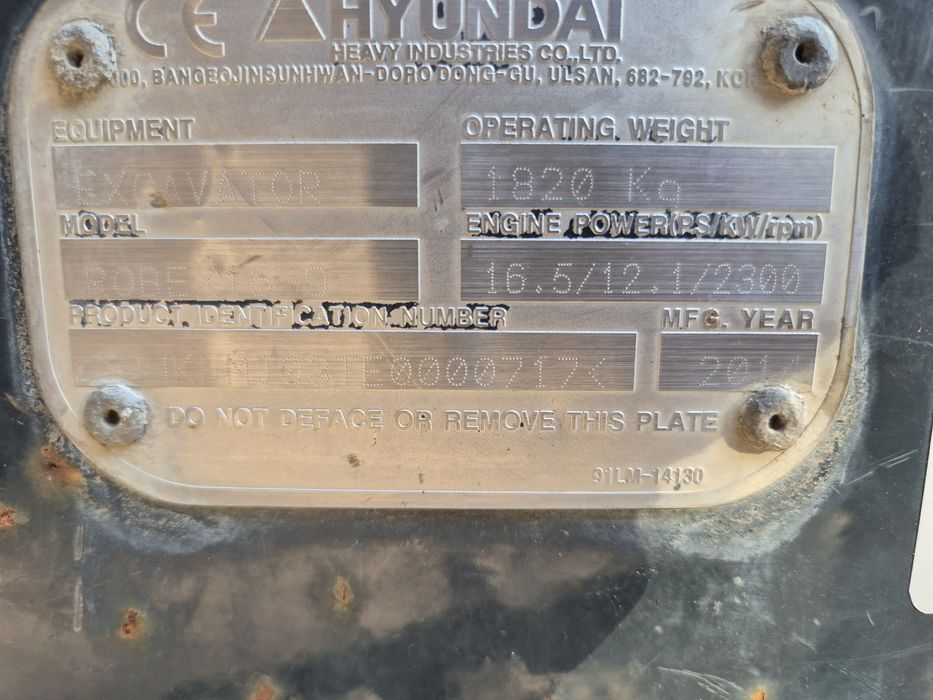 CE HYUNDAI
HEAVY INDUSTRIES CO., LTD.
BANGEOJINSUNHWAN-DORO DONG-GU, ULSAN, 682-792,
EQUIPMENT OPERATING WEIGHT
EXCAVATOR 1820 Kg
MODEL ENGINE POWER(PS/kW/rpm)
ROBEX16-9 16.5/12.1/2300
PRODUCT IDENTIFICATION NUMBER MFG. YEAR
DO NOT DEFACE OR REMOVE THIS PLATE
91LM-14130